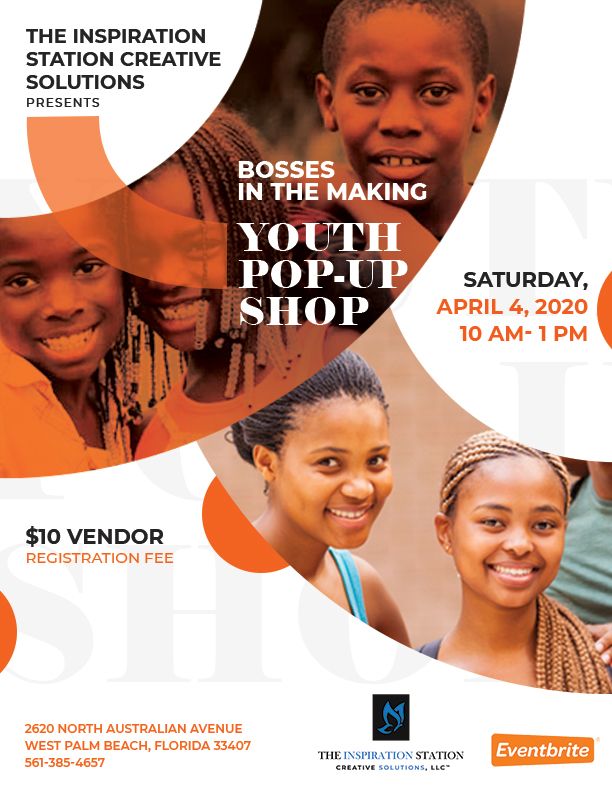 THE INSPIRATION
STATION CREATIVE
SOLUTIONS
PRESENTS
BOSSES
IN THE MAKING
YOUTH
POP-UP
SHOP
SATURDAY,
APRIL 4, 2020
10 AM- 1 PM
$10 VENDOR
REGISTRATION FEE
2620 NORTH AUSTRALIAN AVENUE
WEST PALM BEACH, FLORIDA 33407
561-385-4657
THE INSPIRATION STATION
CREATIVE SOLUTIONS, LLC™
Eventbrite®